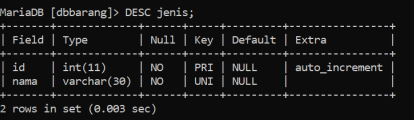 MariaDB [dbbarang]> DESC jenis;
+-------+-------------+------+-----+---------+----------------+
| Field | Type        | Null | Key | Default | Extra          |
+-------+-------------+------+-----+---------+----------------+
| id    | int(11)     | NO   | PRI | NULL    | auto_increment |
| nama  | varchar(30) | NO   | UNI | NULL    |                |
+-------+-------------+------+-----+---------+----------------+
2 rows in set (0.003 sec)